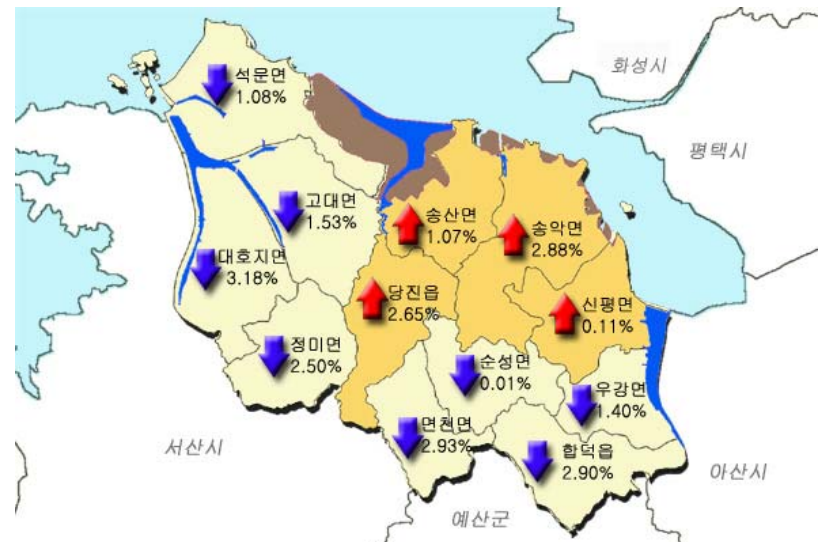 화성시
평택시
석문면
1.08%
고대면
1.53%
송산면
1.07%
송악면
2.88%
대호지면
3.18%
당진읍
2.65%
신평면
0.11%
정미면
2.50%
순성면
0.01%
우강면
1.40%
면천면
2.93%
합덕읍
2.90%
서산시
아산시
예산군